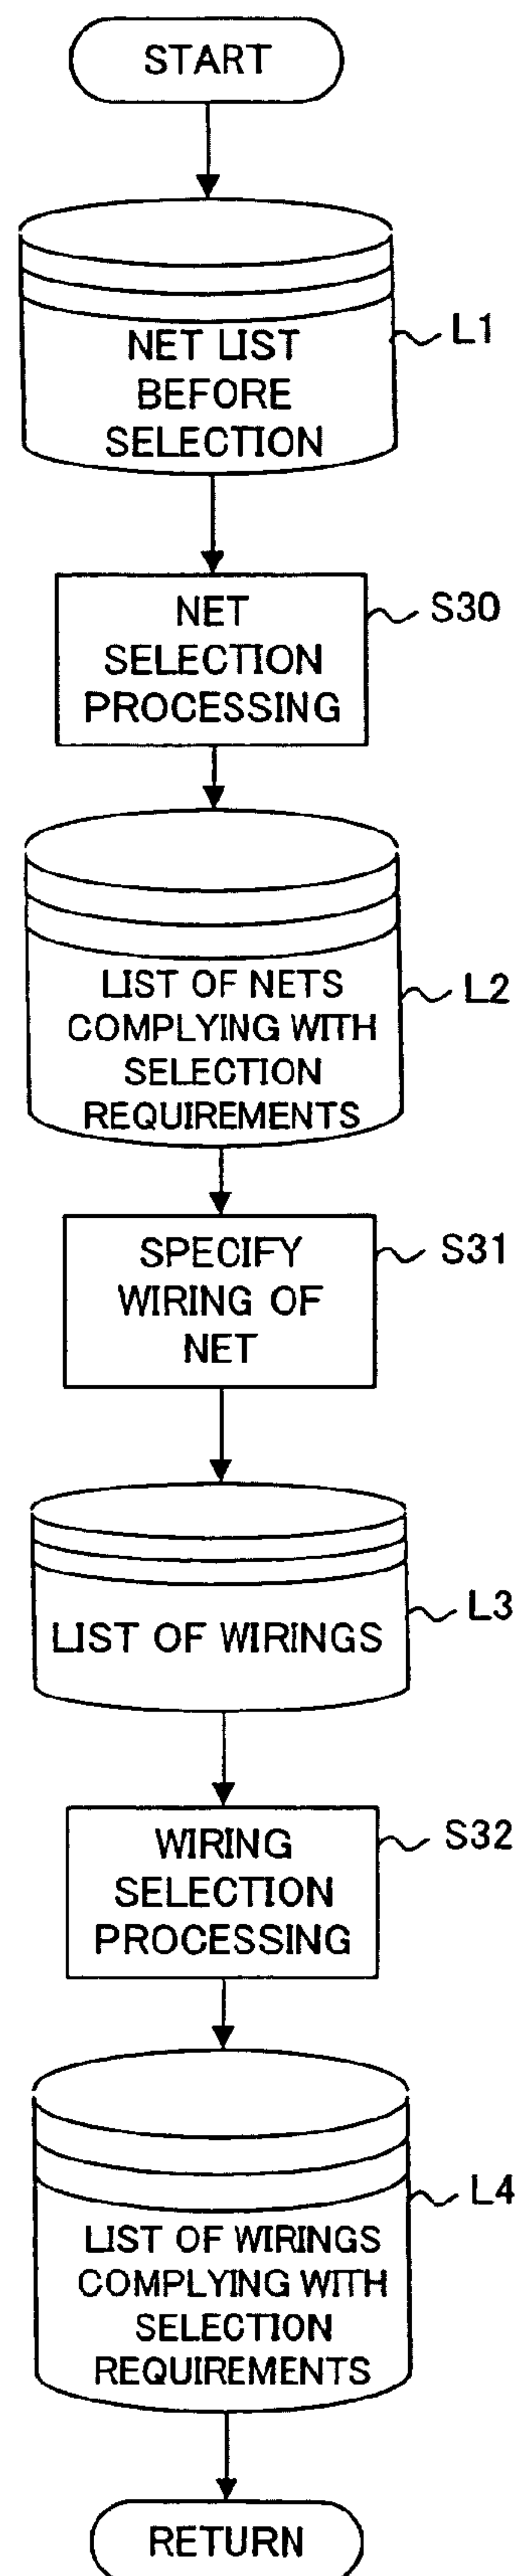 START
NET LIST
BEFORE
SELECTION
L1
NET
SELECTION
PROCESSING
S30
LIST OF NETS
COMPLYING WITH
SELECTION
REQUIREMENTS
L2
SPECIFY
WIRING OF
NET
S31
LIST OF WIRINGS
L3
WIRING
SELECTION
PROCESSING
S32
LIST OF WIRINGS
COMPLYING WITH
SELECTION
REQUIREMENTS
L4
RETURN